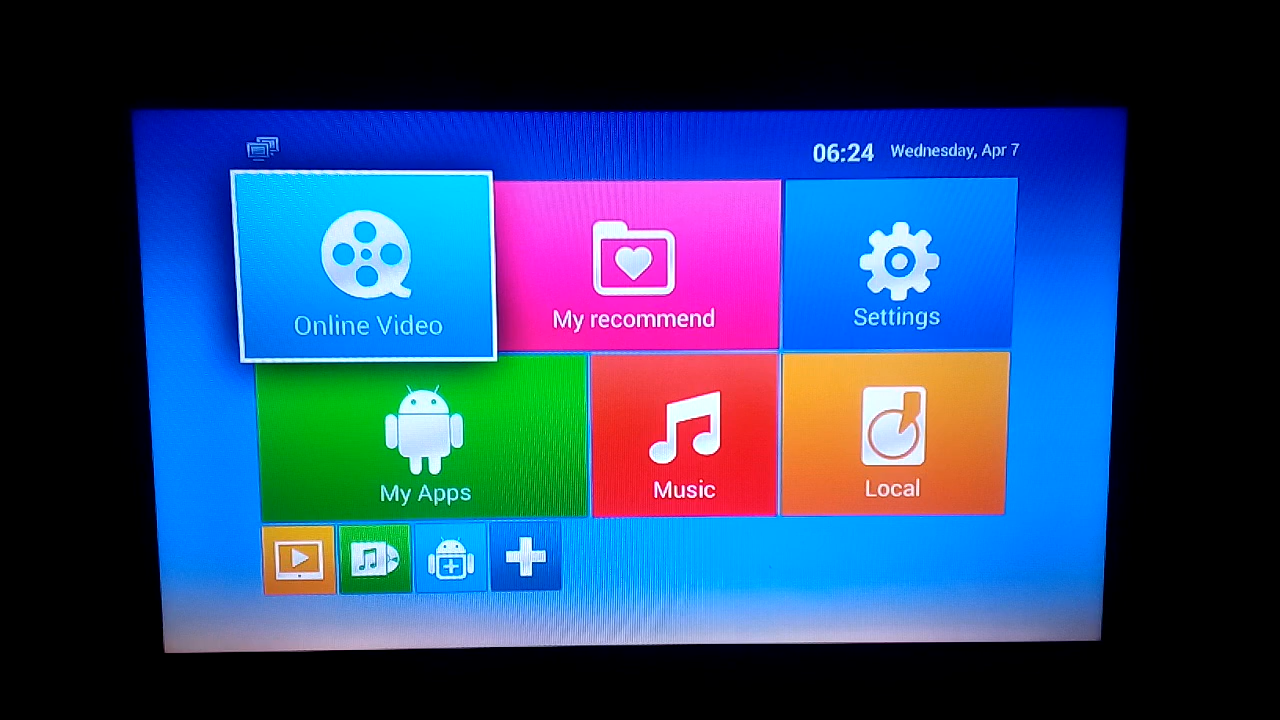 06:24 Wednesday, Apr 7
Online Video
My recommend
Settings
My Apps
Music
Local